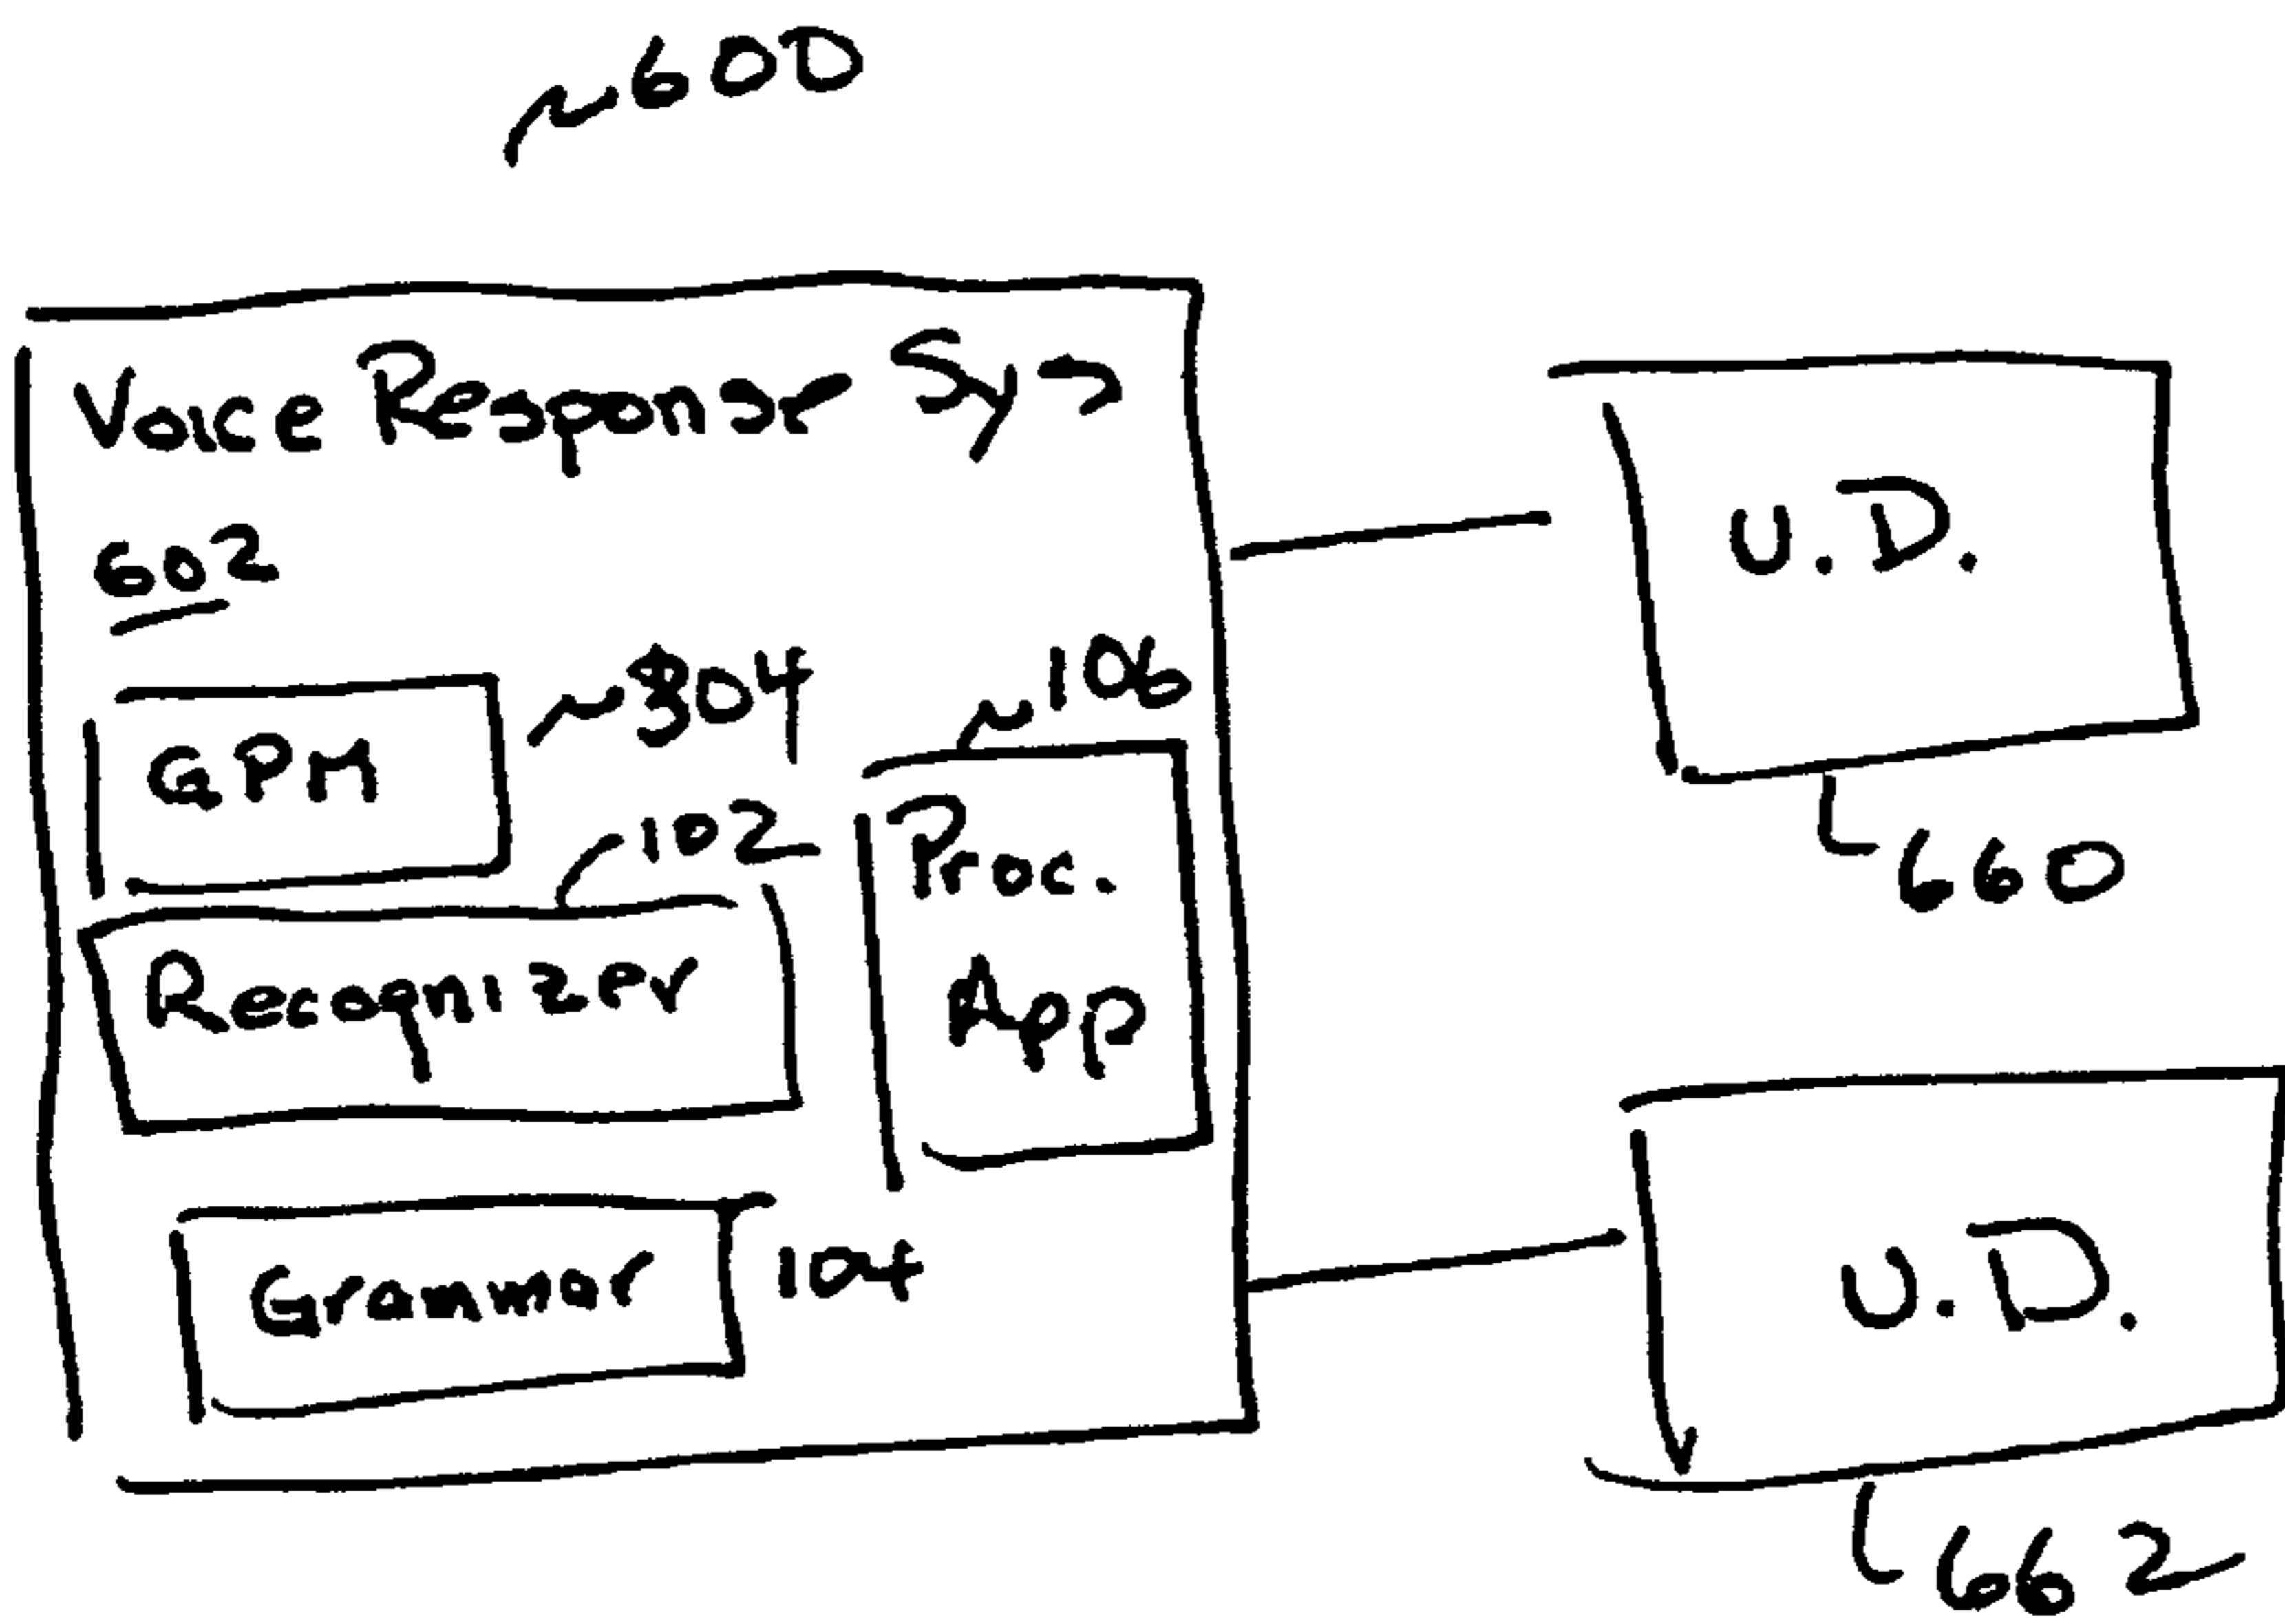 ~600
Voice Response Sys
602
GPM
~304
~106
102
Recognizer
Proc.
App
Grammar
104
U.D.
660
U.D.
662